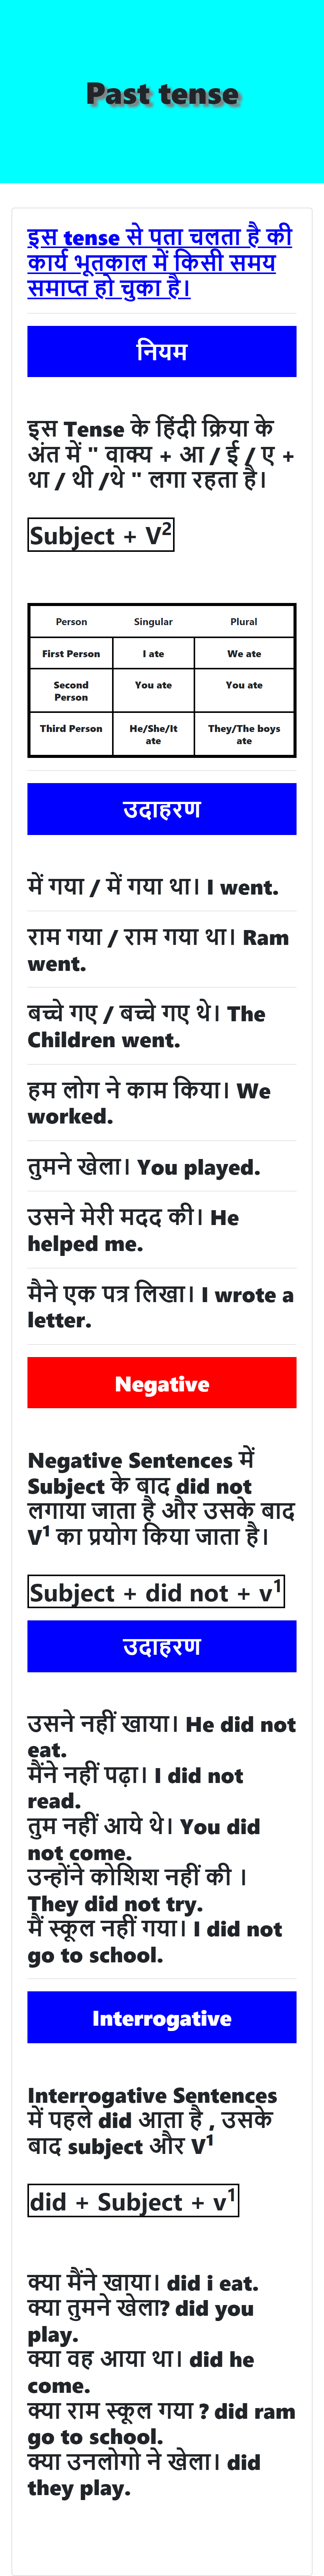 Past tense
इस tense से पता चलता है की
कार्य भूतकाल में किसी समय
समाप्त हो चुका है।
नियम
इस Tense के हिंदी क्रिया के
अंत में " वाक्य + आ / ई / ए +
था / थी /थे " लगा रहता है।
Subject + V²
Person Singular Plural
First Person I ate We ate
Second Person You ate You ate
Third Person He/She/It ate They/The boys ate
उदाहरण
में गया / में गया था। I went.
राम गया / राम गया था। Ram
went.
बच्चे गए / बच्चे गए थे। The
Children went.
हम लोग ने काम किया। We
worked.
तुमने खेला। You played.
उसने मेरी मदद की। He
helped me.
मैने एक पत्र लिखा। I wrote a
letter.
Negative
Negative Sentences में
Subject के बाद did not
लगाया जाता है और उसके बाद
V¹ का प्रयोग किया जाता है।
Subject + did not + v¹
उदाहरण
उसने नहीं खाया। He did not
eat.
मैंने नहीं पढ़ा। I did not
read.
तुम नहीं आये थे। You did
not come.
उन्होंने कोशिश नहीं की ।
They did not try.
मैं स्कूल नहीं गया। I did not
go to school.
Interrogative
Interrogative Sentences
में पहले did आता है , उसके
बाद subject और V¹
did + Subject + v¹
क्या मैंने खाया। did i eat.
क्या तुमने खेला? did you
play.
क्या वह आया था। did he
come.
क्या राम स्कूल गया ? did ram
go to school.
क्या उनलोगो ने खेला। did
they play.